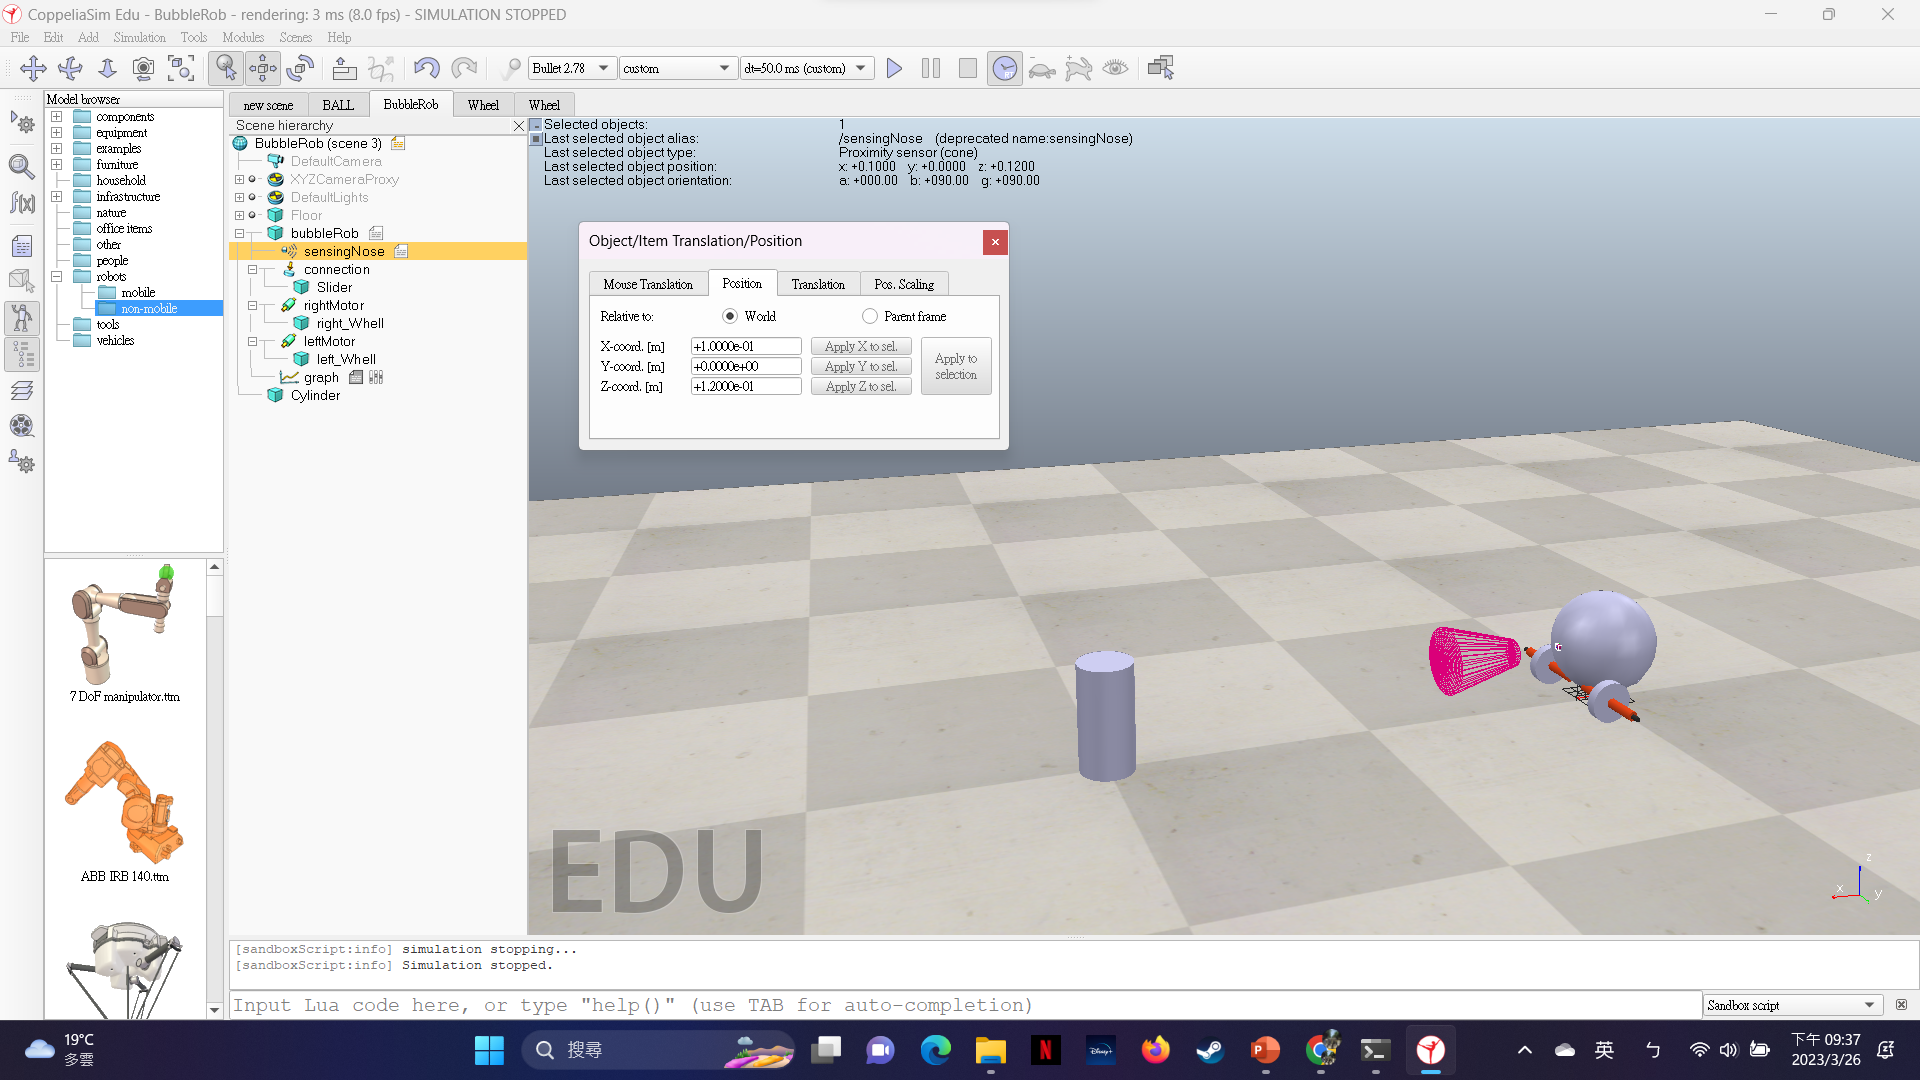 CoppeliaSim Edu - BubbleRob - rendering: 3 ms (8.0 fps) - SIMULATION STOPPED
File Edit Add Simulation Tools Modules Scenes Help
Bullet 2.78 custom dt=50.0 ms (custom) RT
Model browser
components
equipment
examples
furniture
household
infrastructure
nature
office items
other
people
robots
mobile
non-mobile
tools
vehicles
7 DoF manipulator.ttm
ABB IRB 140.ttm
new scene BALL BubbleRob Wheel Wheel
Scene hierarchy
BubbleRob (scene 3)
DefaultCamera
XYZCameraProxy
DefaultLights
Floor
bubbleRob
sensingNose
connection
Slider
rightMotor
right_Whell
leftMotor
left_Whell
graph
Cylinder
Selected objects: 1
Last selected object alias: /sensingNose (deprecated name:sensingNose)
Last selected object type: Proximity sensor (cone)
Last selected object position: x: +0.1000 y: +0.0000 z: +0.1200
Last selected object orientation: a: +000.00 b: +090.00 g: +090.00
Object/Item Translation/Position
Mouse Translation Position Translation Pos. Scaling
Relative to: World Parent frame
X-coord. [m] +1.0000e-01 Apply X to sel.
Y-coord. [m] +0.0000e+00 Apply Y to sel.
Z-coord. [m] +1.2000e-01 Apply Z to sel.
Apply to
selection
EDU
z
x
y
[sandboxScript:info] simulation stopping...
[sandboxScript:info] Simulation stopped.
Input Lua code here, or type "help()" (use TAB for auto-completion)
Sandbox script
19°C
多雲
搜尋
英
ㄅ
下午 09:37
2023/3/26